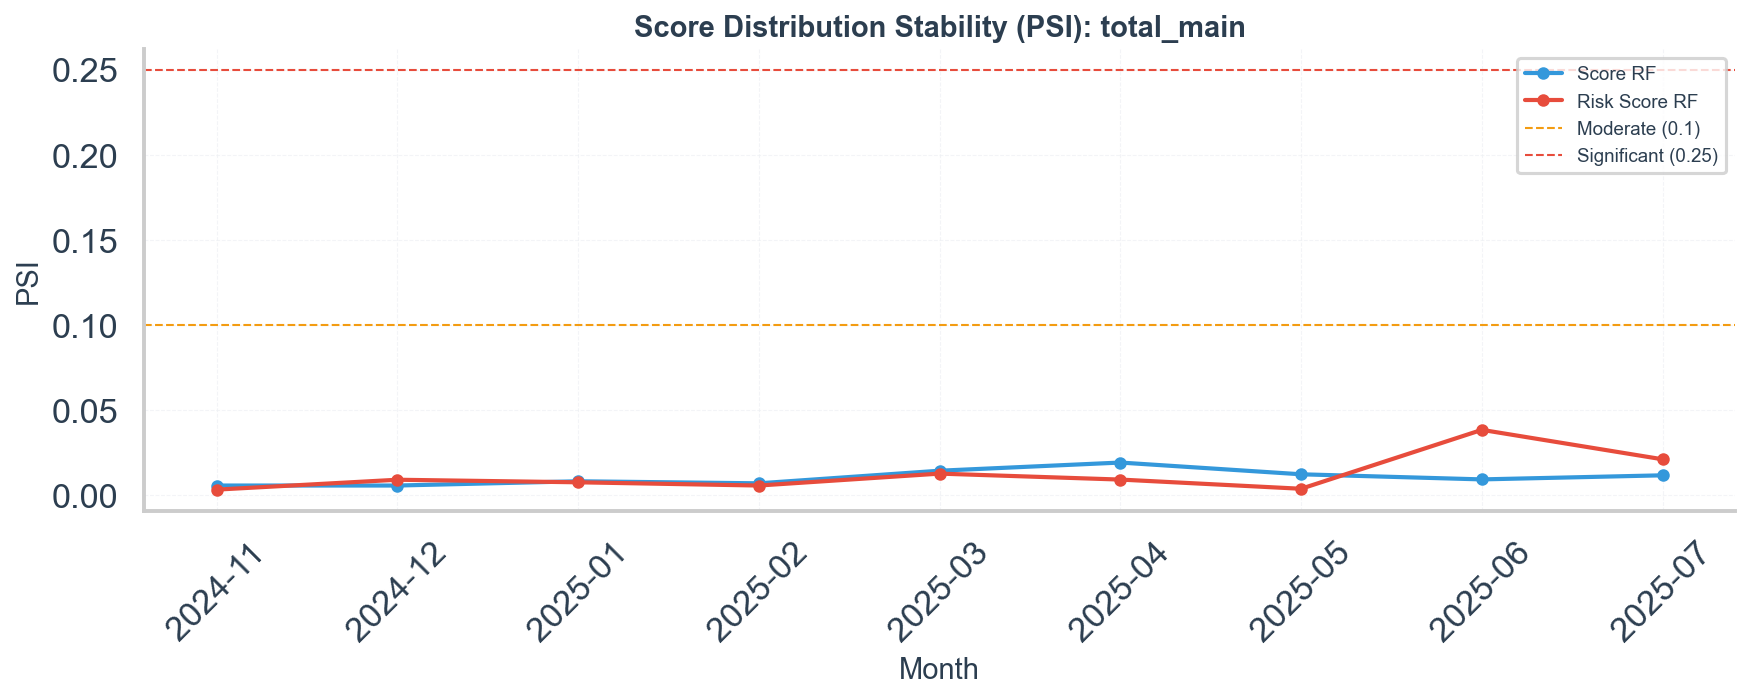 Score Distribution Stability (PSI): total_main
0.25
0.20
0.15
0.10
0.05
0.00
PSI
Score RF
Risk Score RF
Moderate (0.1)
Significant (0.25)
2024-11
2024-12
2025-01
2025-02
2025-03
2025-04
2025-05
2025-06
2025-07
Month